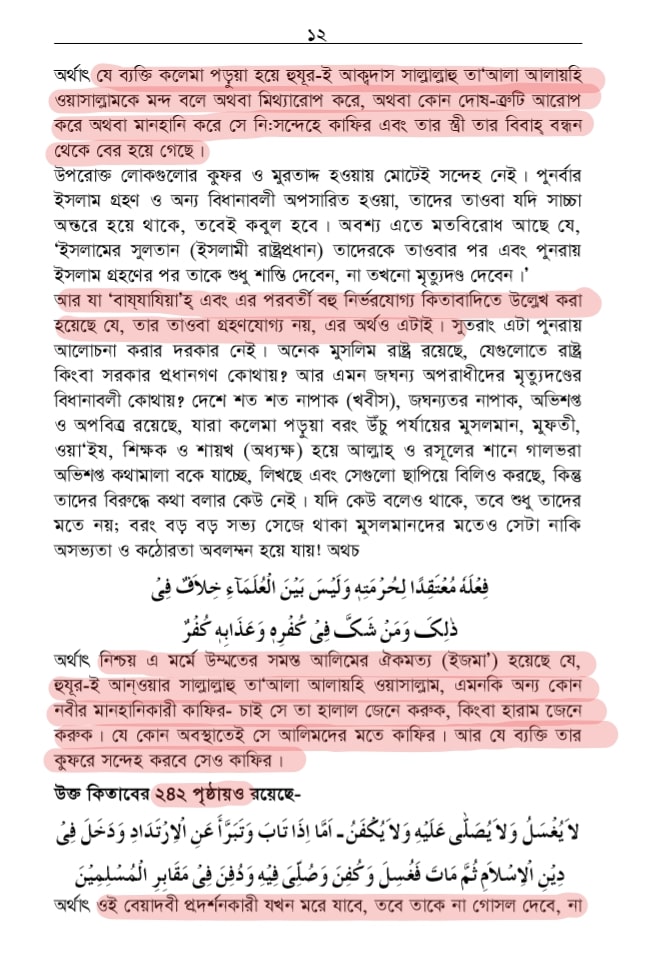 ১২
অর্থাৎ যে ব্যক্তি কলেমা পড়ুয়া হয়ে হুযূর-ই আক্বদাস সাল্লাল্লাহু তা‘আলা আলায়হি
ওয়াসাল্লামকে মন্দ বলে অথবা মিথ্যারোপ করে, অথবা কোন দোষ-ত্রুটি আরোপ
করে অথবা মানহানি করে সে নি:সন্দেহে কাফির এবং তার স্ত্রী তার বিবাহ্ বন্ধন
থেকে বের হয়ে গেছে।
উপরোক্ত লোকগুলোর কুফর ও মুরতাদ্দ হওয়ায় মোটেই সন্দেহ নেই। পুনর্বার
ইসলাম গ্রহণ ও অন্য বিধানাবলী অপসারিত হওয়া, তাদের তাওবা যদি সাচ্চা
অন্তরে হয়ে থাকে, তবেই কবুল হবে। অবশ্য এতে মতবিরোধ আছে যে,
‘ইসলামের সুলতান (ইসলামী রাষ্ট্রপ্রধান) তাদেরকে তাওবার পর এবং পুনরায়
ইসলাম গ্রহণের পর তাকে শুধু শাস্তি দেবেন, না তখনো মৃত্যুদণ্ড দেবেন।’
আর যা ‘বায্যাযিয়া’হ্ এবং এর পরবর্তী বহু নির্ভরযোগ্য কিতাবাদিতে উল্লেখ করা
হয়েছে যে, তার তাওবা গ্রহণযোগ্য নয়, এর অর্থও এটাই। সুতরাং এটা পুনরায়
আলোচনা করার দরকার নেই। অনেক মুসলিম রাষ্ট্র রয়েছে, যেগুলোতে রাষ্ট্র
কিংবা সরকার প্রধানগণ কোথায়? আর এমন জঘন্য অপরাধীদের মৃত্যুদণ্ডের
বিধানাবলী কোথায়? দেশে শত শত নাপাক (খবীস), জঘন্যতর নাপাক, অভিশপ্ত
ও অপবিত্র রয়েছে, যারা কলেমা পড়ুয়া বরং উঁচু পর্যায়ের মুসলমান, মুফতী,
ওয়া‘ইয, শিক্ষক ও শায়খ (অধ্যক্ষ) হয়ে আল্লাহ্ ও রসূলের শানে গালভরা
অভিশপ্ত কথামালা বকে যাচ্ছে, লিখছে এবং সেগুলো ছাপিয়ে বিলিও করছে, কিন্তু
তাদের বিরুদ্ধে কথা বলার কেউ নেই। যদি কেউ বলেও থাকে, তবে শুধু তাদের
মতে নয়; বরং বড় বড় সভ্য সেজে থাকা মুসলমানদের মতেও সেটা নাকি
অসভ্যতা ও কঠোরতা অবলম্বন হয়ে যায়! অথচ
فِعْلَهٗ مُعْتَقِدًا لِحُرْمَتِهٖ وَلَيْسَ بَيْنَ الْعُلَمَآءِ خِلَافٌ فِىْ
ذٰلِكَ وَمَنْ شَكَّ فِىْ كُفْرِهٖ وَعَذَابِهٖ كُفْرٌ
অর্থাৎ নিশ্চয় এ মর্মে উম্মতের সমস্ত আলিমের ঐকমত্য (ইজমা’) হয়েছে যে,
হুযূর-ই আন্ওয়ার সাল্লাল্লাহু তা‘আলা আলায়হি ওয়াসাল্লাম, এমনকি অন্য কোন
নবীর মানহানিকারী কাফির- চাই সে তা হালাল জেনে করুক, কিংবা হারাম জেনে
করুক। যে কোন অবস্থাতেই সে আলিমদের মতে কাফির। আর যে ব্যক্তি তার
কুফরে সন্দেহ করবে সেও কাফির।
উক্ত কিতাবের ২৪২ পৃষ্ঠায়ও রয়েছে-
لَا يُغْسَلُ وَلَا يُصَلّٰى عَلَيْهِ وَلَا يُكْفَنُ۔ اَمَّا اِذَا تَابَ وَتَبَرَّأَ عَنِ الْاِرْتِدَادِ وَدَخَلَ فِىْ
دِيْنِ الْاِسْلَامِ ثُمَّ مَاتَ فَغُسِلَ وَكُفِنَ وَصُلِّىَ فِيْهِ وَدُفِنَ فِىْ مَقَابِرِ الْمُسْلِمِيْنَ
অর্থাৎ ওই বেয়াদবী প্রদর্শনকারী যখন মরে যাবে, তবে তাকে না গোসল দেবে, না